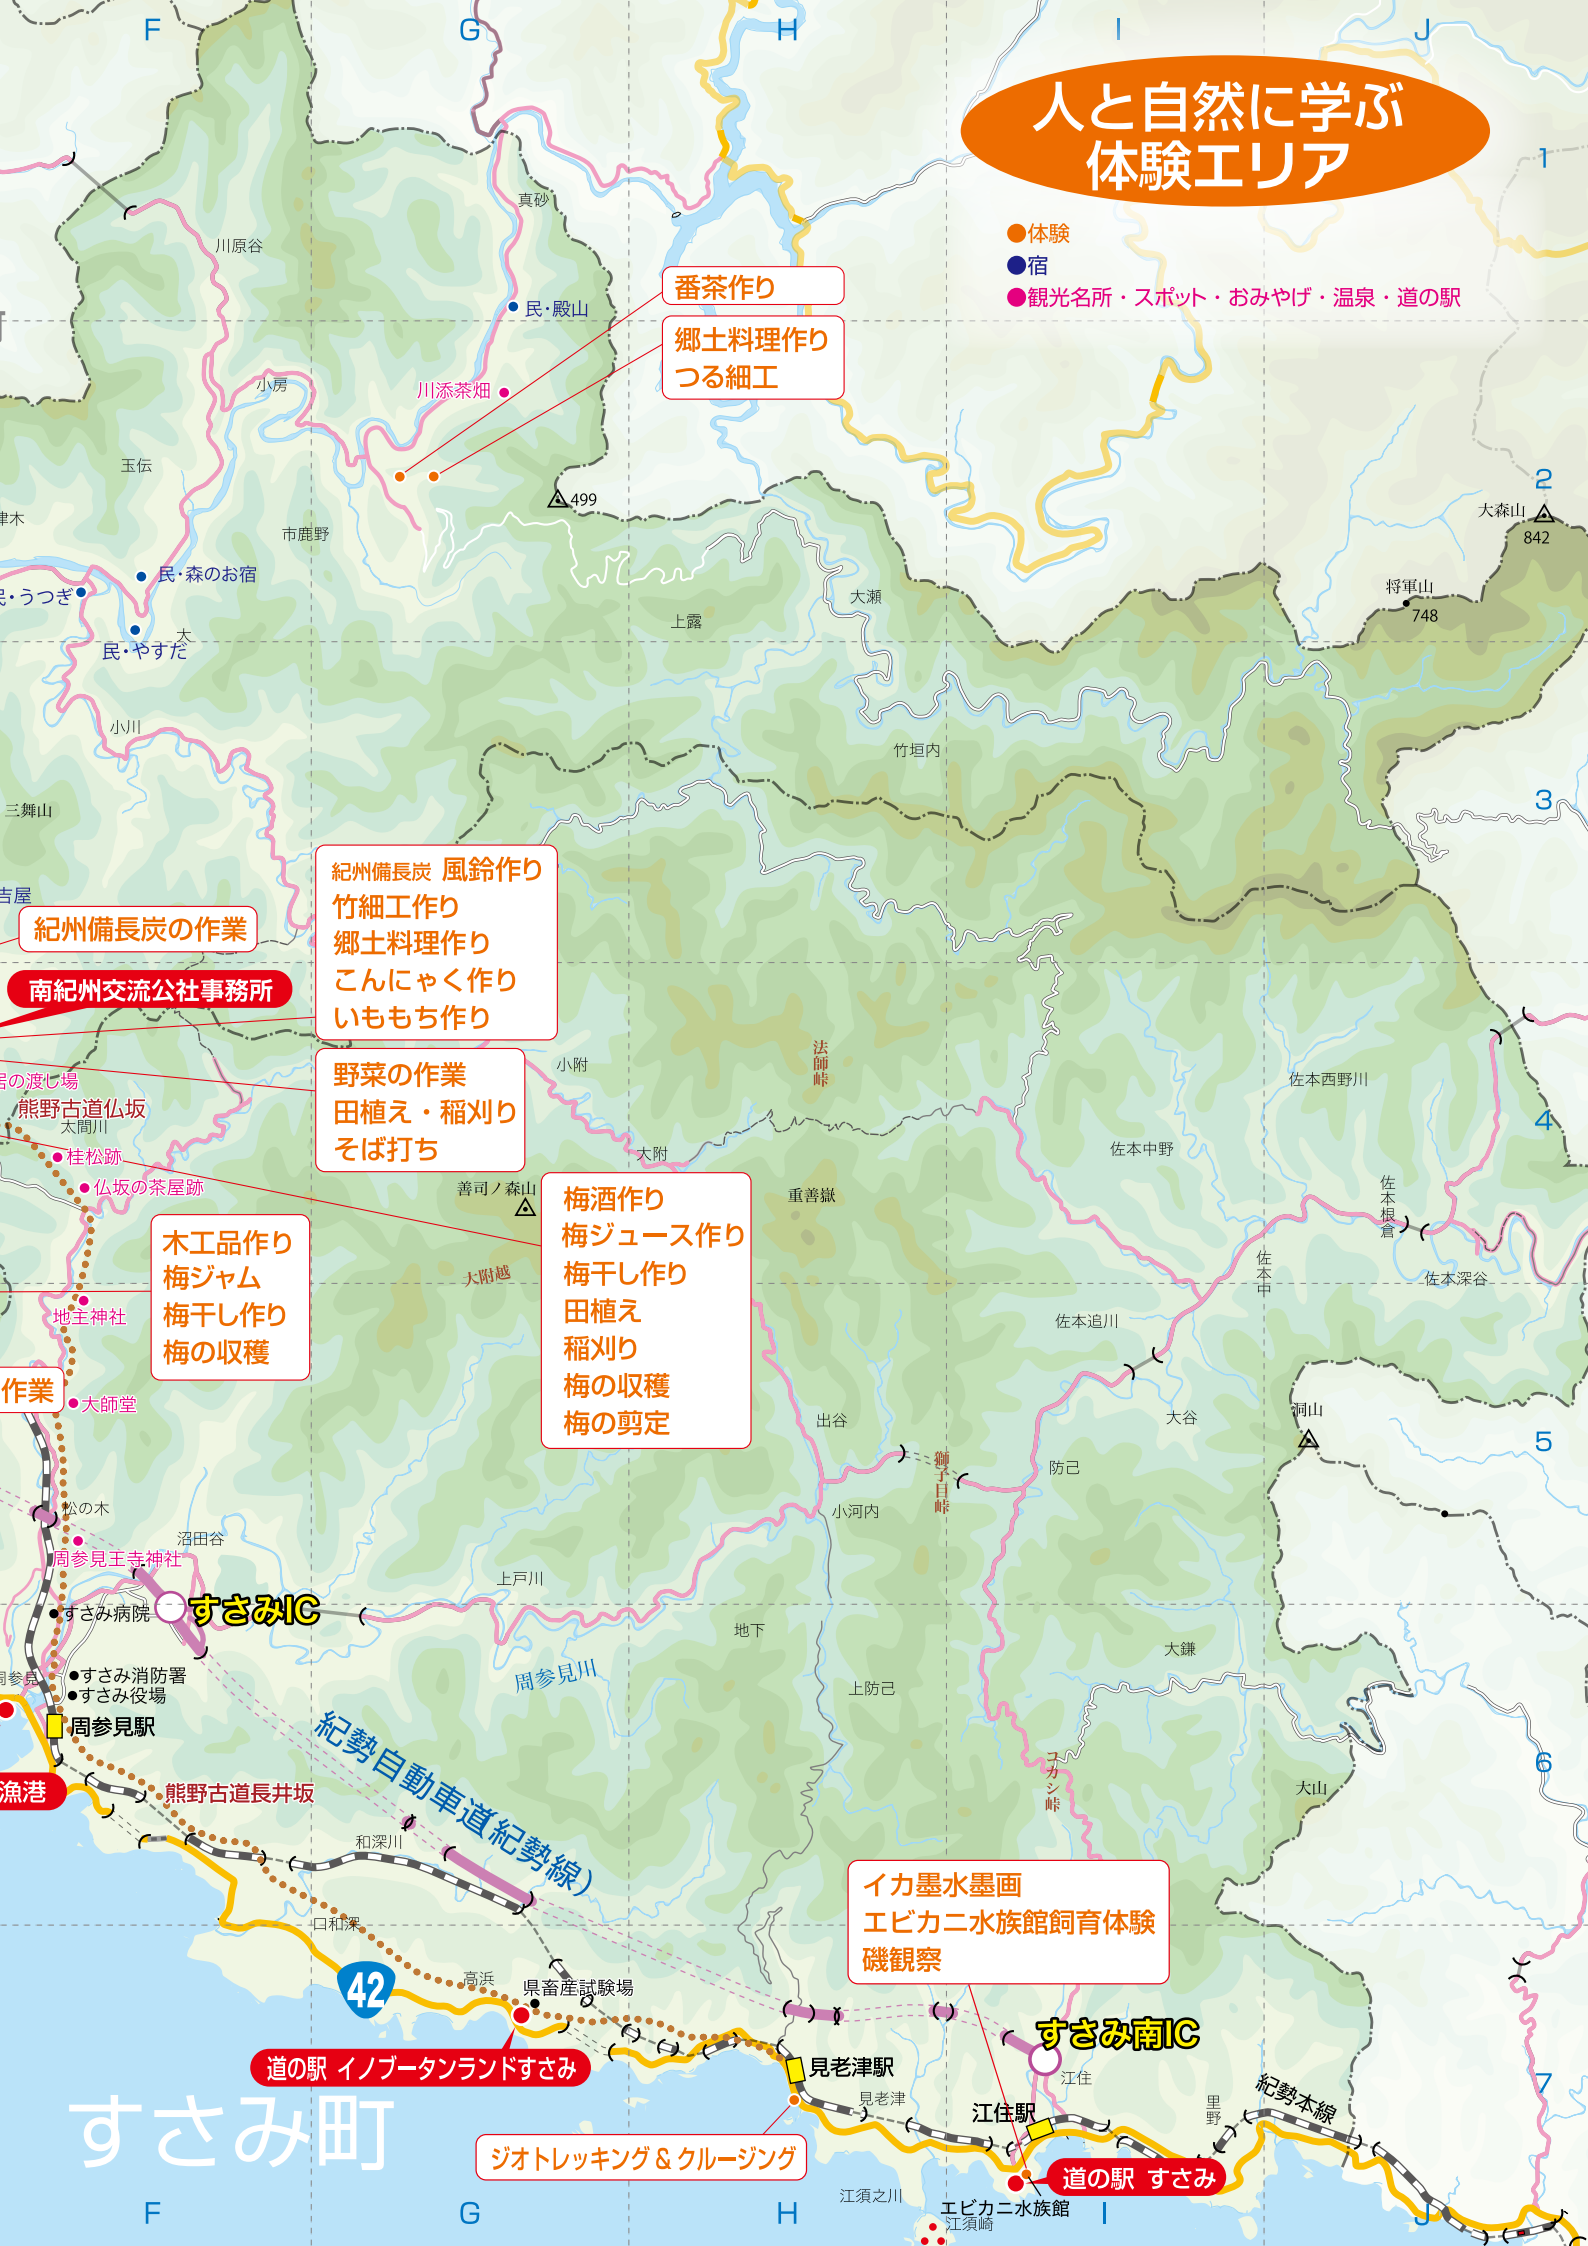 F
G
H
I
J
人と自然に学ぶ
体験エリア
1
●体験
●宿
●観光名所・スポット・おみやげ・温泉・道の駅
真砂
川原谷
民・殿山
番茶作り
郷土料理作り
つる細工
小房
川添茶畑
玉伝
2
499
大森山
842
市鹿野
民・森のお宿
民・うつぎ
大瀬
将軍山
748
上露
大
民・やすだ
小川
竹垣内
3
三舞山
紀州備長炭 風鈴作り
竹細工作り
郷土料理作り
こんにゃく作り
いももち作り
吉屋
紀州備長炭の作業
南紀州交流公社事務所
法師峠
小附
野菜の作業
田植え・稲刈り
そば打ち
佐本西野川
の渡し場
熊野古道仏坂
太間川
4
佐本中野
大附
桂松跡
仏坂の茶屋跡
善司ノ森山
重善嶽
佐本根倉
梅酒作り
梅ジュース作り
梅干し作り
田植え
稲刈り
梅の収穫
梅の剪定
木工品作り
梅ジャム
梅干し作り
梅の収穫
大附越
佐本中
佐本深谷
地主神社
佐本追川
作業
大師堂
出谷
大谷
洞山
5
獅子目峠
防己
松の木
小河内
沼田谷
周参見王寺神社
上戸川
すさみ病院
すさみIC
地下
大鎌
周参見
すさみ消防署
すさみ役場
周参見川
上防己
周参見駅
紀勢自動車道(紀勢線)
コカシ峠
6
漁港
熊野古道長井坂
大山
和深川
イカ墨水墨画
エビカニ水族館飼育体験
磯観察
口和深
42
高浜
県畜産試験場
すさみ南IC
道の駅 イノブータンランドすさみ
見老津駅
江住
7
すさみ町
見老津
江住駅
里野
紀勢本線
ジオトレッキング&クルージング
道の駅 すさみ
江須之川
エビカニ水族館
江須崎
F
G
H
I
J